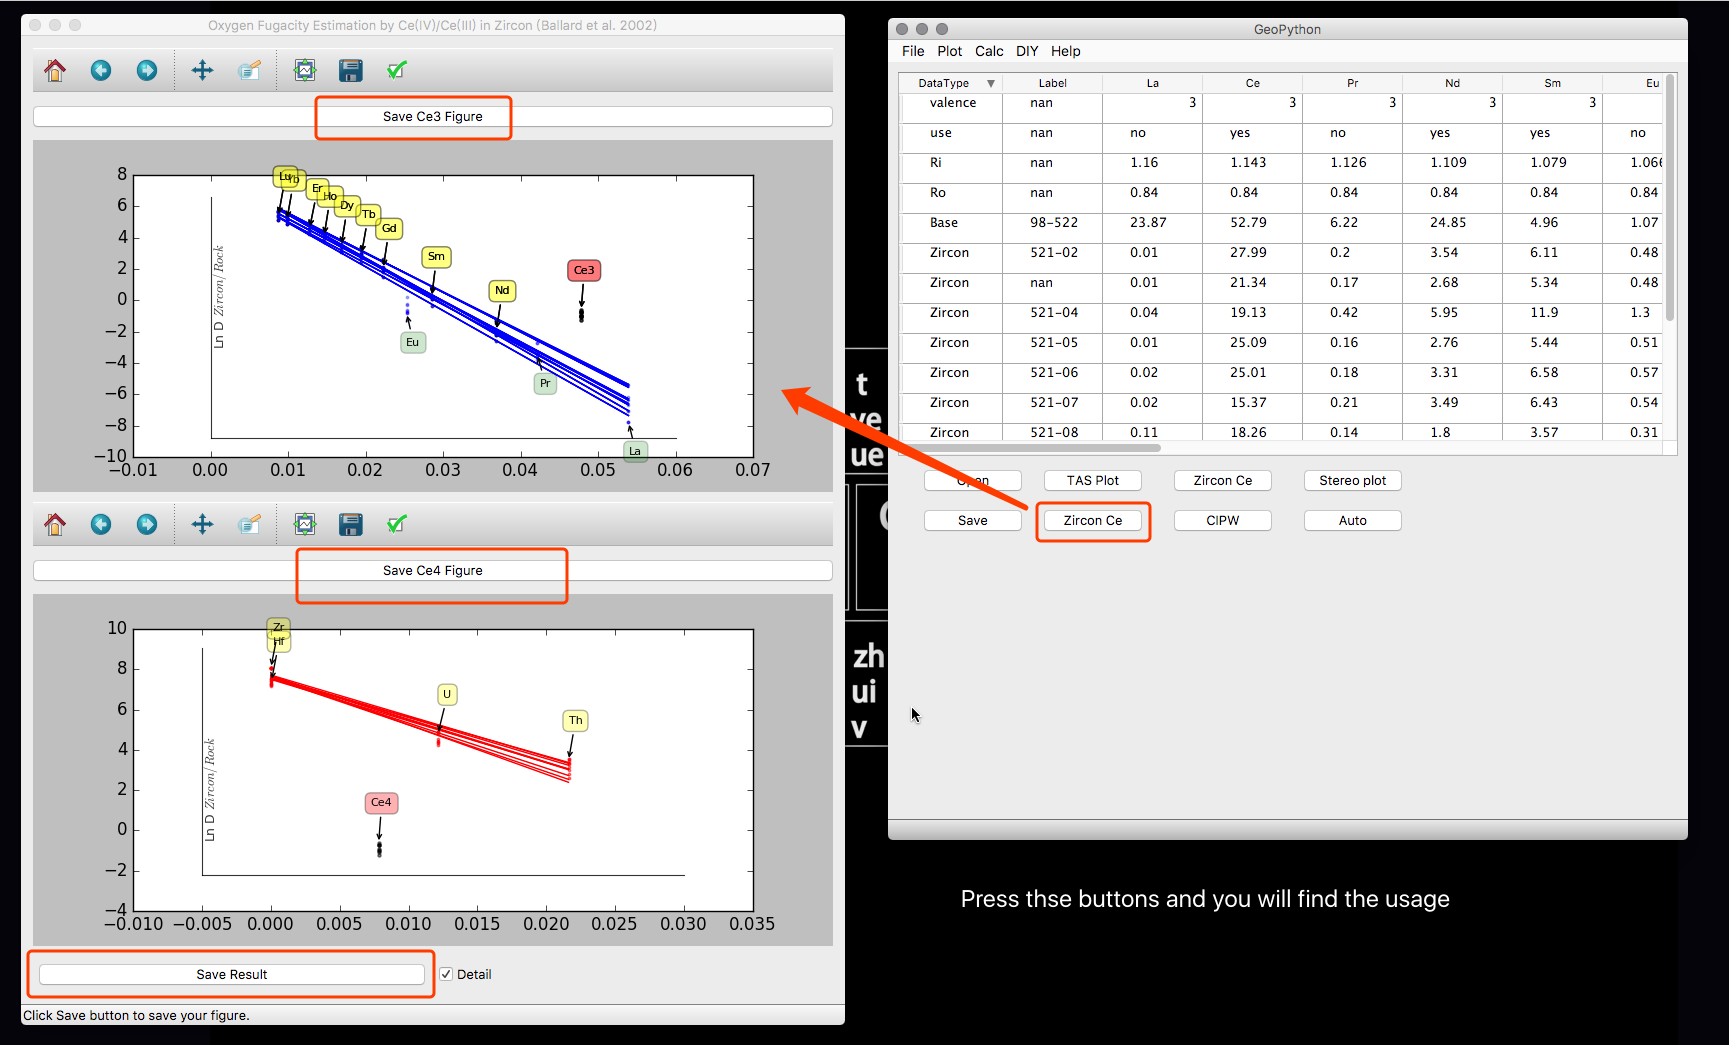 Oxygen Fugacity Estimation by Ce(IV)/Ce(III) in Zircon (Ballard et al. 2002)
Save Ce3 Figure
8
6
4
2
0
−2
−4
−6
−8
−10
−0.01 0.00 0.01 0.02 0.03 0.04 0.05 0.06 0.07
Ln D Zircon/Rock
Lu
Yb
Er
Ho
Dy
Tb
Gd
Sm
Nd
Ce3
Eu
Pr
La
Save Ce4 Figure
10
8
6
4
2
0
−2
−4
−0.010 −0.005 0.000 0.005 0.010 0.015 0.020 0.025 0.030 0.035
Ln D Zircon/Rock
Zr
Hf
U
Th
Ce4
Save Result
Detail
Click Save button to save your figure.
GeoPython
File Plot Calc DIY Help
DataType Label La Ce Pr Nd Sm Eu
valence nan 3 3 3 3 3
use nan no yes no yes yes no
Ri nan 1.16 1.143 1.126 1.109 1.079 1.066
Ro nan 0.84 0.84 0.84 0.84 0.84 0.84
Base 98-522 23.87 52.79 6.22 24.85 4.96 1.07
Zircon 521-02 0.01 27.99 0.2 3.54 6.11 0.48
Zircon nan 0.01 21.34 0.17 2.68 5.34 0.48
Zircon 521-04 0.04 19.13 0.42 5.95 11.9 1.3
Zircon 521-05 0.01 25.09 0.16 2.76 5.44 0.51
Zircon 521-06 0.02 25.01 0.18 3.31 6.58 0.57
Zircon 521-07 0.02 15.37 0.21 3.49 6.43 0.54
Zircon 521-08 0.11 18.26 0.14 1.8 3.57 0.31
Open TAS Plot Zircon Ce Stereo plot
Save Zircon Ce CIPW Auto
t
ve
ue
zh
ui
v
Press thse buttons and you will find the usage